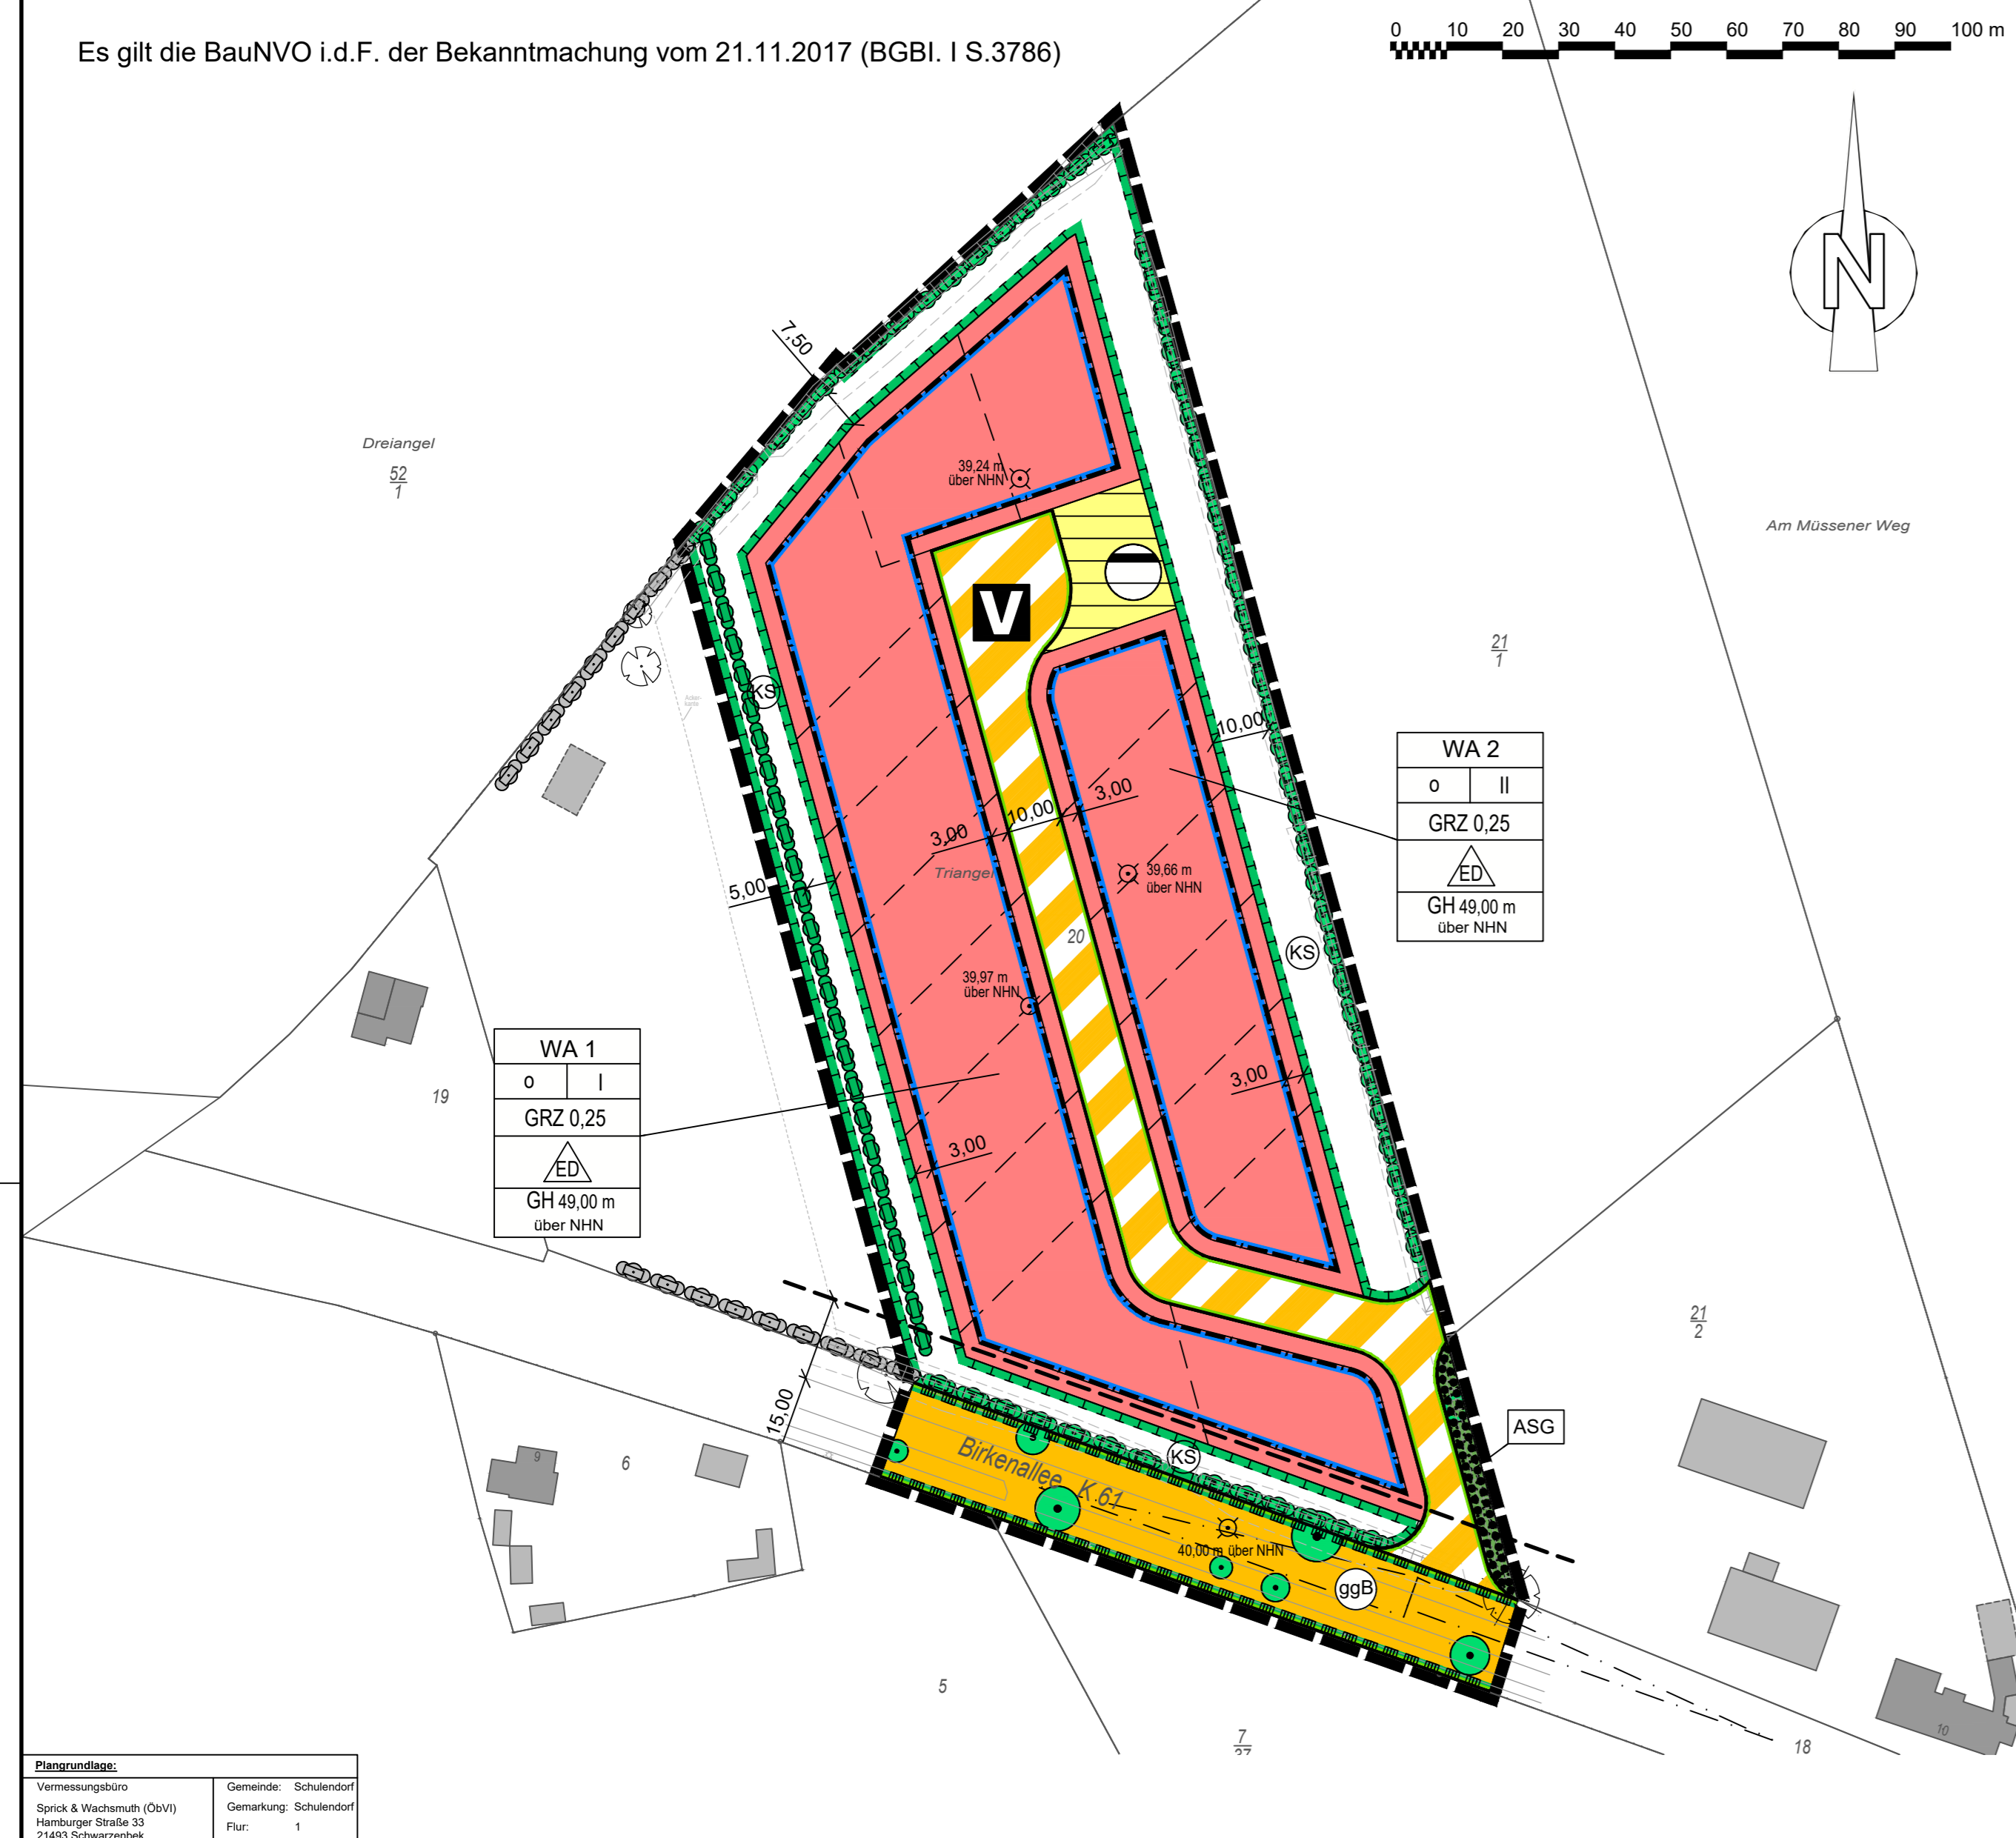 Es gilt die BauNVO i.d.F. der Bekanntmachung vom 21.11.2017 (BGBl. I S.3786)
0 10 20 30 40 50 60 70 80 90 100 m
N
7,50
Dreiangel
52
1
39,24 m
über NHN
Am Müssener Weg
V
21
1
KS
10,00
WA 2
o II
GRZ 0,25
ED
GH 49,00 m
über NHN
3,00
10,00
3,00
Triangel
39,66 m
über NHN
5,00
20
KS
39,97 m
über NHN
WA 1
o I
GRZ 0,25
ED
GH 49,00 m
über NHN
19
3,00
3,00
21
2
15,00
ASG
Birkenallee K 61
KS
9
6
40,00 m über NHN
ggB
5
7
37
10
18
Plangrundlage:
Vermessungsbüro
Sprick & Wachsmuth (ÖbVI)
Hamburger Straße 33
21493 Schwarzenbek
Gemeinde: Schulendorf
Gemarkung: Schulendorf
Flur: 1